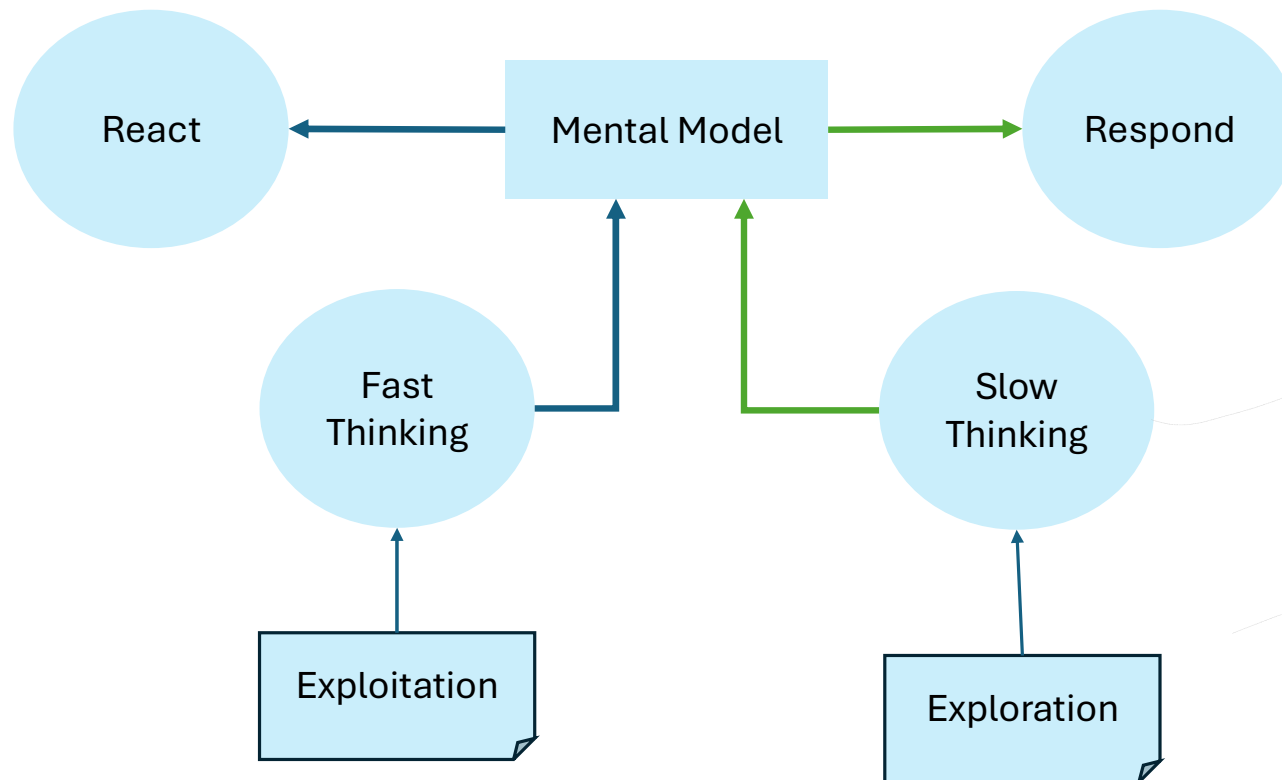 React
Mental Model
Respond
Fast
Thinking
Slow
Thinking
Exploitation
Exploration